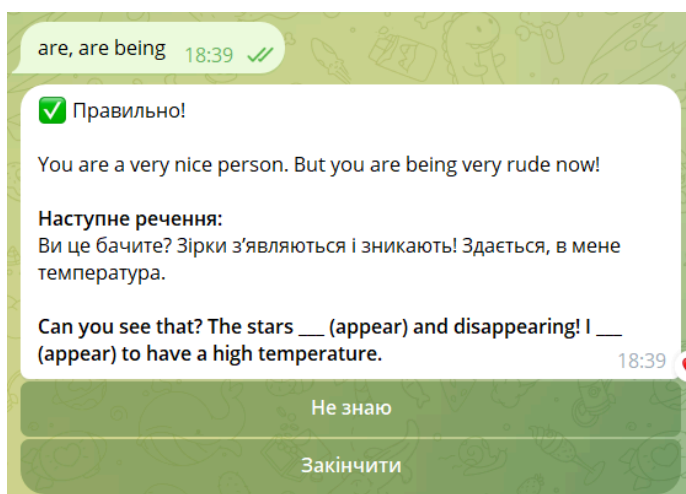 are, are being 18:39
✅ Правильно!
You are a very nice person. But you are being very rude now!
Наступне речення:
Ви це бачите? Зірки з’являються і зникають! Здається, в мене
температура.
Can you see that? The stars ___ (appear) and disappearing! I ___
(appear) to have a high temperature.
18:39
Не знаю
Закінчити